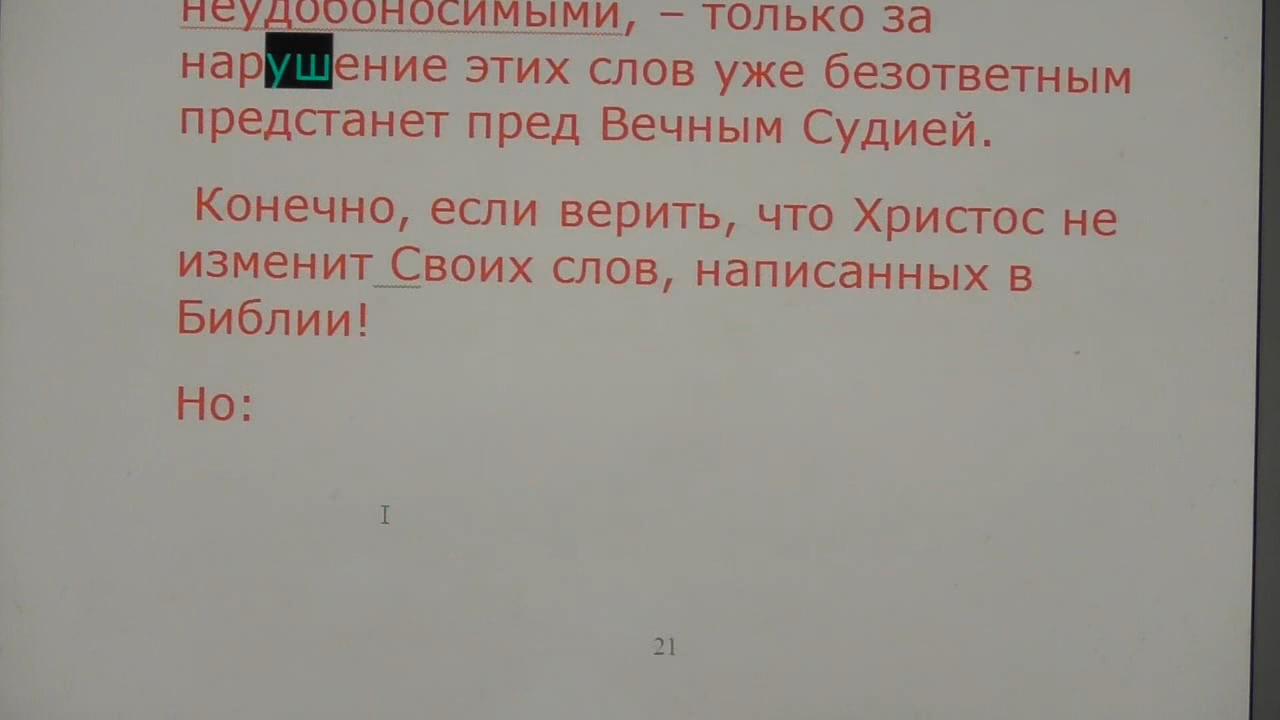 неудобоносимыми, – только за
нарушение этих слов уже безответным
предстанет пред Вечным Судией.
Конечно, если верить, что Христос не
изменит Своих слов, написанных в
Библии!
Но:
21